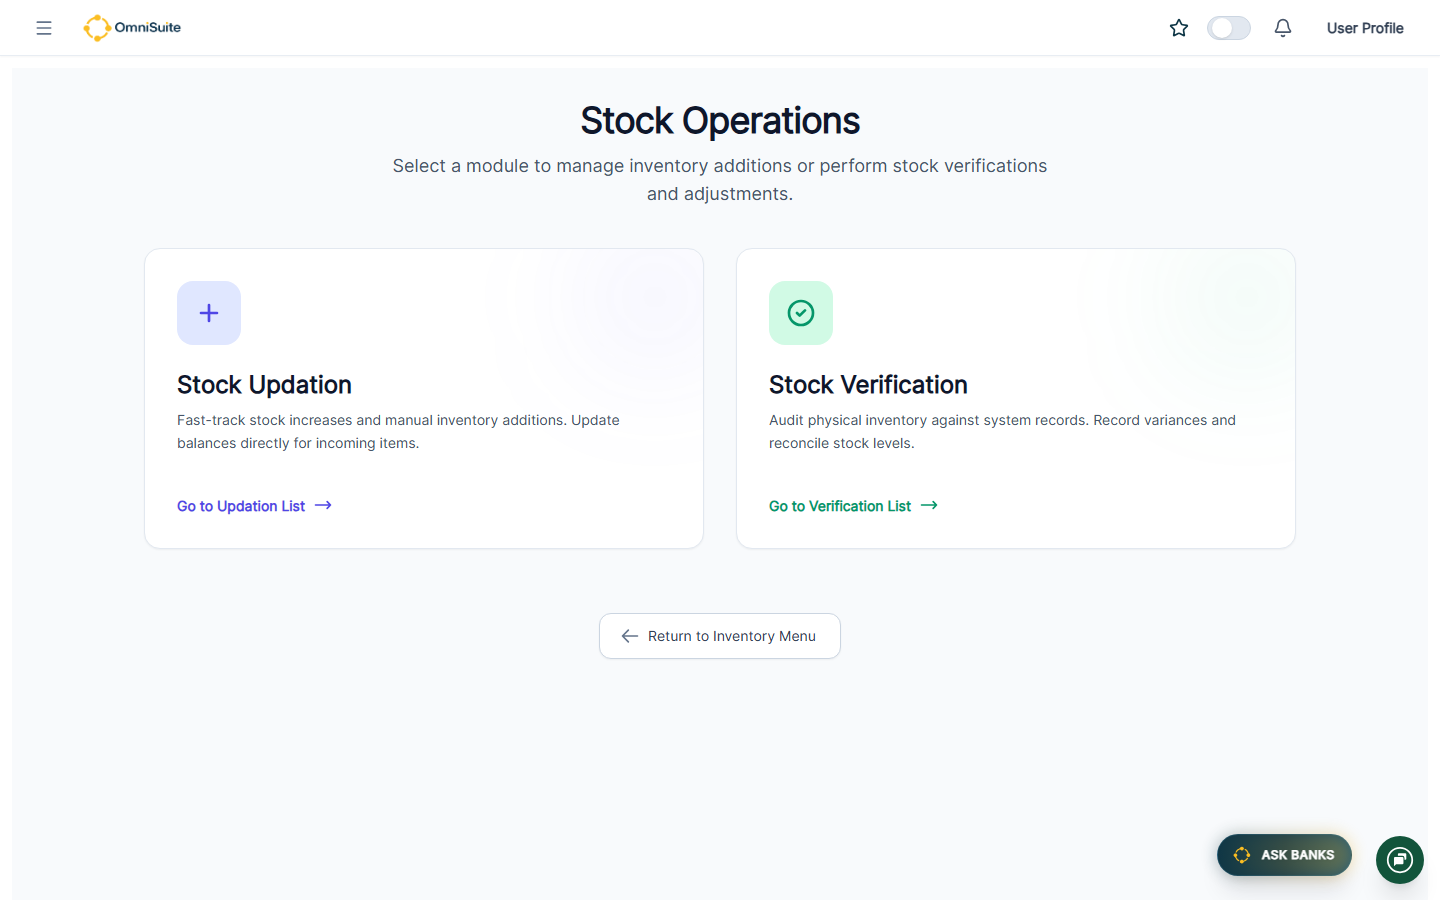 OmniSuite
User Profile
Stock Operations
Select a module to manage inventory additions or perform stock verifications
and adjustments.
Stock Updation
Fast-track stock increases and manual inventory additions. Update
balances directly for incoming items.
Go to Updation List
Stock Verification
Audit physical inventory against system records. Record variances and
reconcile stock levels.
Go to Verification List
Return to Inventory Menu
ASK BANKS